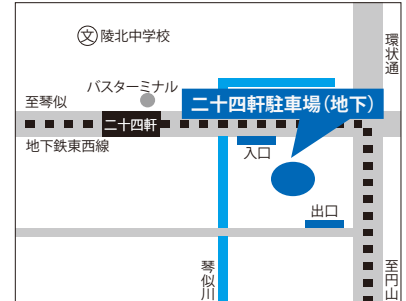 文 陵北中学校
環状通
バスターミナル
至琴似
二十四軒駐車場(地下)
二十四軒
地下鉄東西線
入口
出口
琴似川
至円山